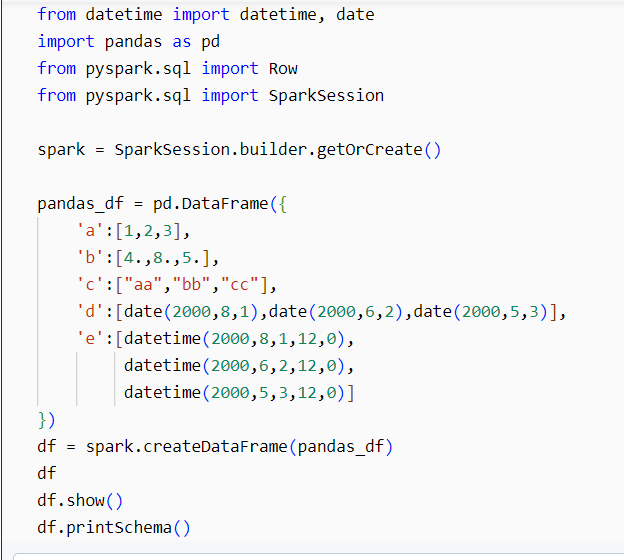 from datetime import datetime, date
import pandas as pd
from pyspark.sql import Row
from pyspark.sql import SparkSession

spark = SparkSession.builder.getOrCreate()

pandas_df = pd.DataFrame({
    'a':[1,2,3],
    'b':[4.,8.,5.],
    'c':["aa","bb","cc"],
    'd':[date(2000,8,1),date(2000,6,2),date(2000,5,3)],
    'e':[datetime(2000,8,1,12,0),
         datetime(2000,6,2,12,0),
         datetime(2000,5,3,12,0)]
})
df = spark.createDataFrame(pandas_df)
df
df.show()
df.printSchema()